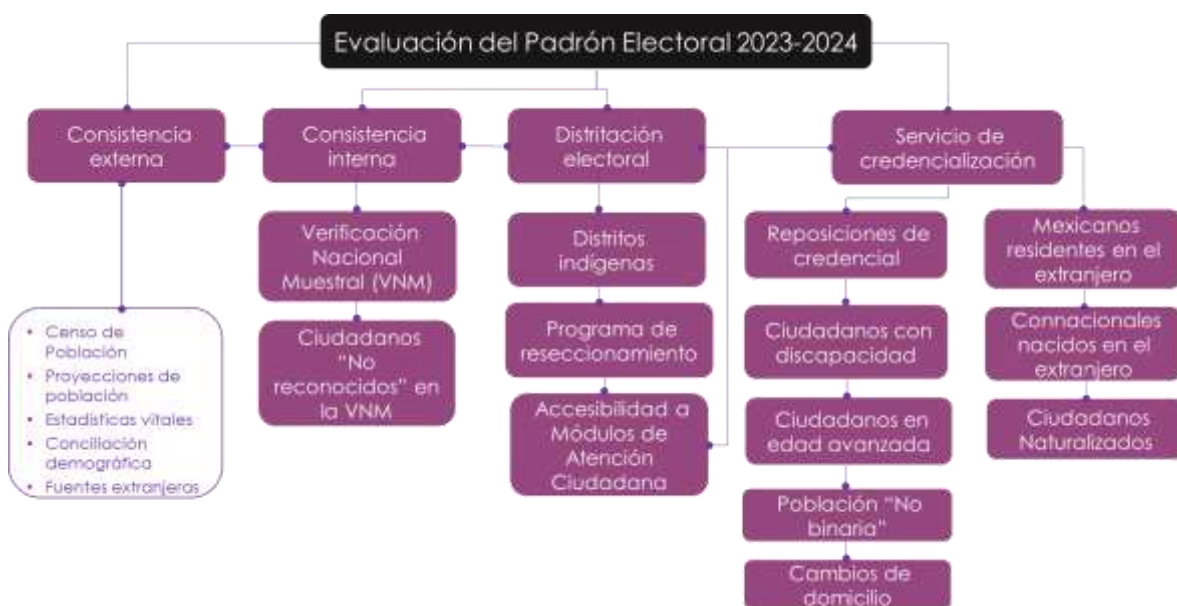 Evaluación del Padrón Electoral 2023-2024
Consistencia
externa
Consistencia
interna
Distritación
electoral
Servicio de
credencialización
Verificación
Nacional
Muestral (VNM)
Distritos
indígenas
Reposiciones de
credencial
Mexicanos
residentes en el
extranjero
• Censo de
Población
• Proyecciones de
población
• Estadísticas vitales
• Conciliación
demográfica
• Fuentes extranjeras
Ciudadanos
"No
reconocidos" en
la VNM
Programa de
reseccionamiento
Ciudadanos con
discapacidad
Connacionales
nacidos en el
extranjero
Accesibilidad a
Módulos de
Atención
Ciudadana
Ciudadanos en
edad avanzada
Ciudadanos
Naturalizados
Población "No
binaria"
Cambios de
domicilio